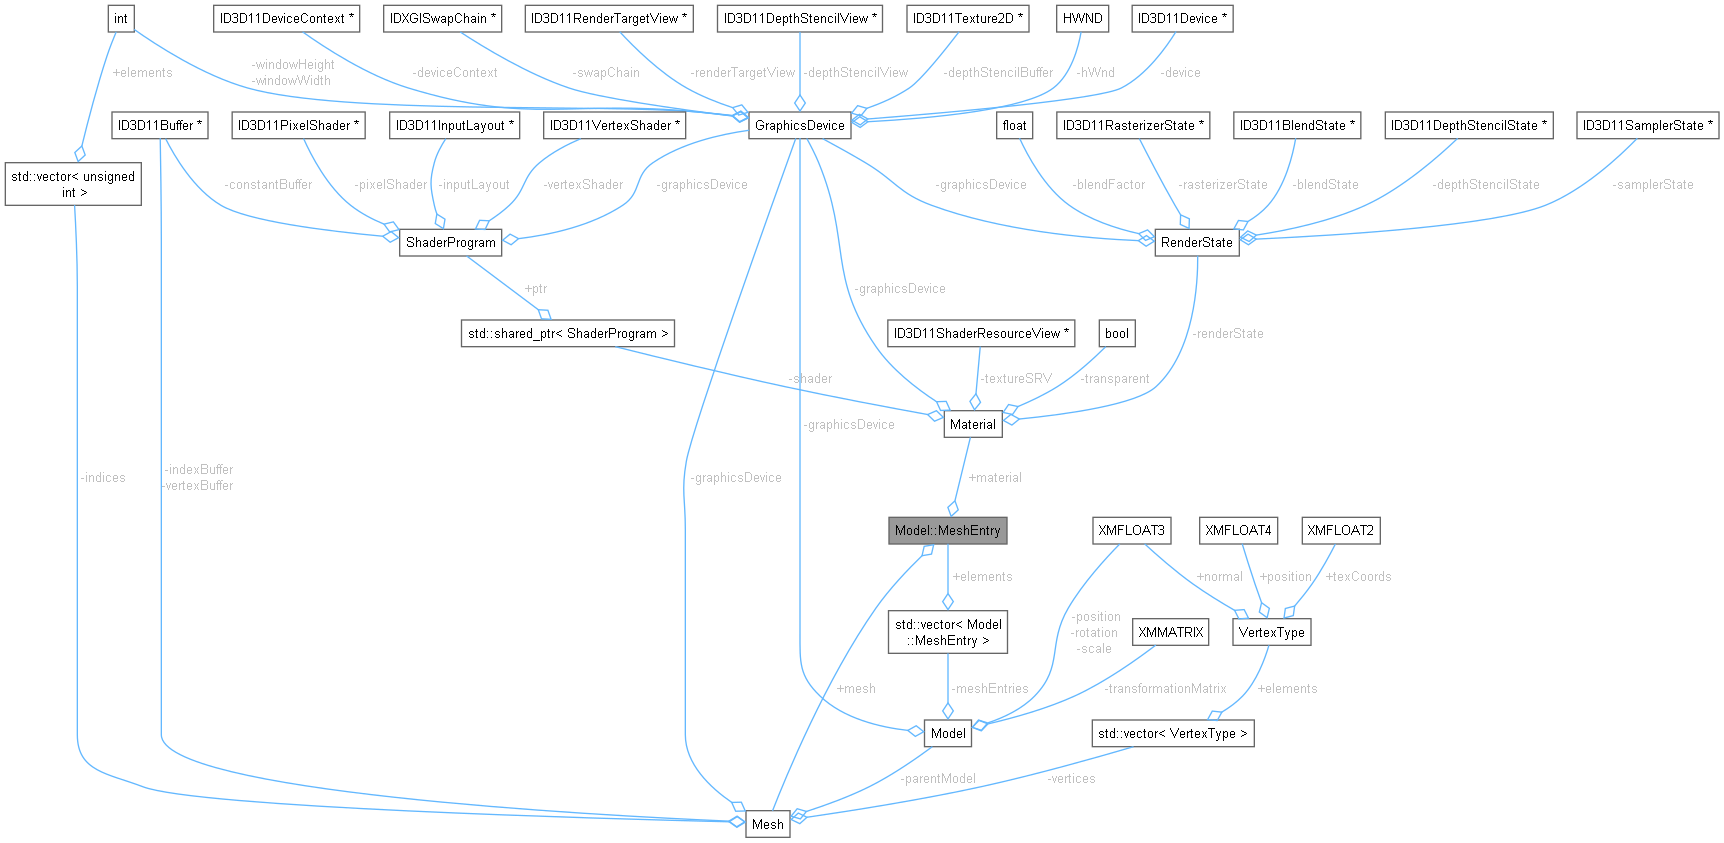 int
ID3D11DeviceContext *
IDXGISwapChain *
ID3D11RenderTargetView *
ID3D11DepthStencilView *
ID3D11Texture2D *
HWND
ID3D11Device *
+elements
-windowHeight
-windowWidth
-deviceContext
-swapChain
-renderTargetView
-depthStencilView
-depthStencilBuffer
-hWnd
-device
ID3D11Buffer *
ID3D11PixelShader *
ID3D11InputLayout *
ID3D11VertexShader *
GraphicsDevice
float
ID3D11RasterizerState *
ID3D11BlendState *
ID3D11DepthStencilState *
ID3D11SamplerState *
std::vector< unsigned
int >
-constantBuffer
-pixelShader
-inputLayout
-vertexShader
-graphicsDevice
-graphicsDevice
-blendFactor
-rasterizerState
-blendState
-depthStencilState
-samplerState
ShaderProgram
RenderState
+ptr
-graphicsDevice
std::shared_ptr< ShaderProgram >
ID3D11ShaderResourceView *
bool
-renderState
-shader
-textureSRV
-transparent
-graphicsDevice
Material
-indices
-indexBuffer
-vertexBuffer
-graphicsDevice
+material
Model::MeshEntry
XMFLOAT3
XMFLOAT4
XMFLOAT2
+elements
+normal
+position
+texCoords
std::vector< Model
::MeshEntry >
-position
-rotation
-scale
XMMATRIX
VertexType
+mesh
-meshEntries
-transformationMatrix
+elements
Model
std::vector< VertexType >
-parentModel
-vertices
Mesh